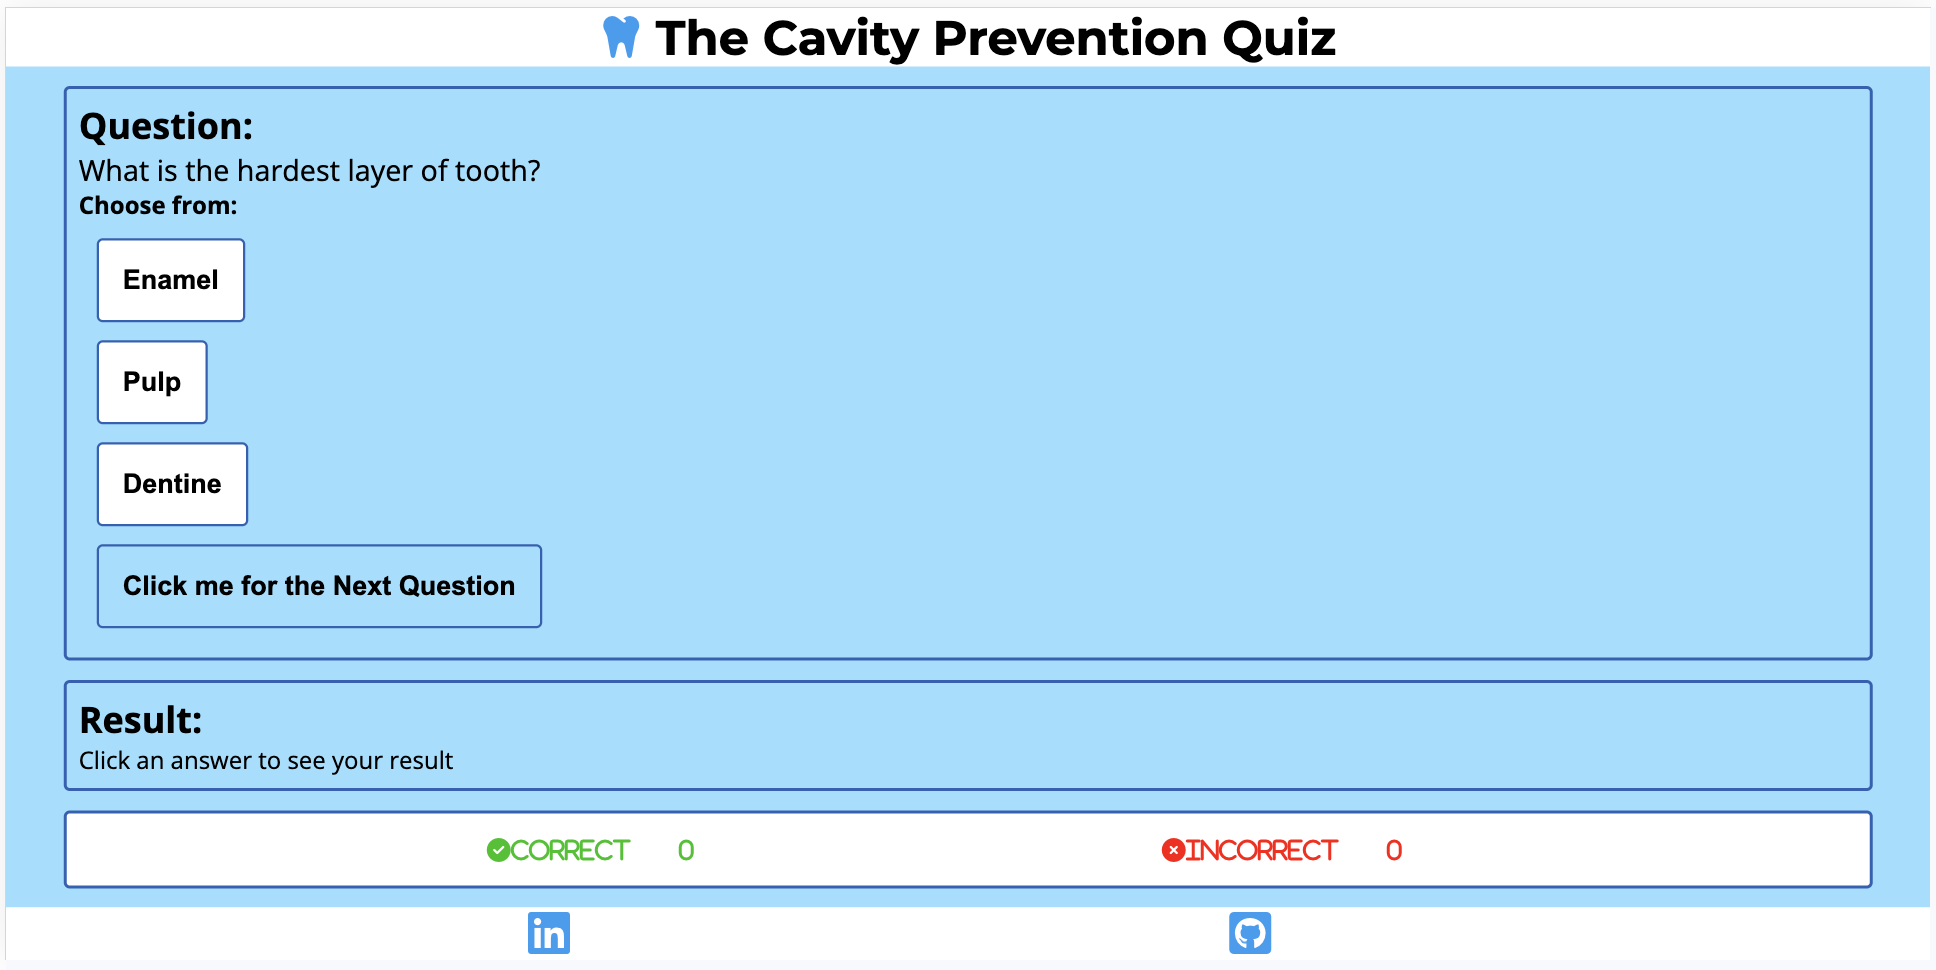 The Cavity Prevention Quiz
Question:
What is the hardest layer of tooth?
Choose from:
Enamel
Pulp
Dentine
Click me for the Next Question
Result:
Click an answer to see your result
CORRECT 0 INCORRECT 0
in